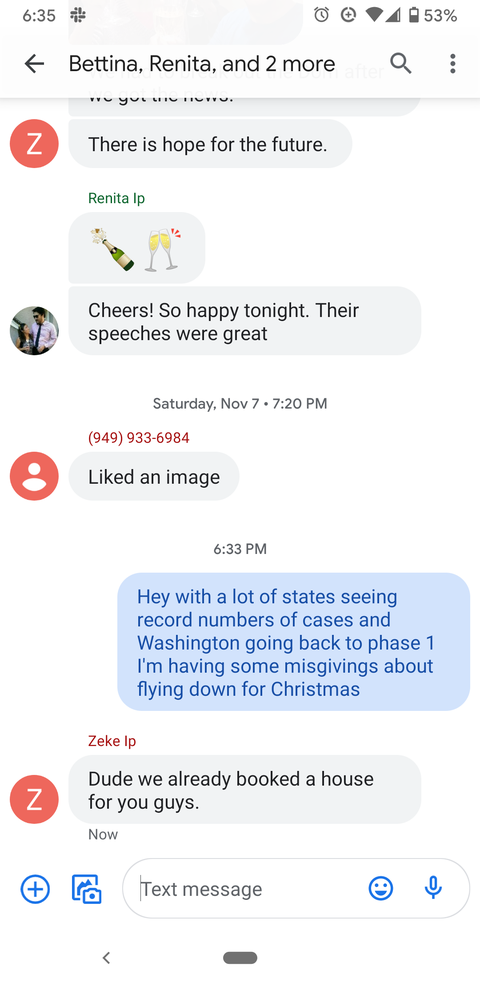 6:35
53%
Bettina, Renita, and 2 more
we got the news.
Z
There is hope for the future.
Renita Ip
Cheers! So happy tonight. Their
speeches were great
Saturday, Nov 7 • 7:20 PM
(949) 933-6984
Liked an image
6:33 PM
Hey with a lot of states seeing
record numbers of cases and
Washington going back to phase 1
I'm having some misgivings about
flying down for Christmas
Zeke Ip
Z
Dude we already booked a house
for you guys.
Now
Text message